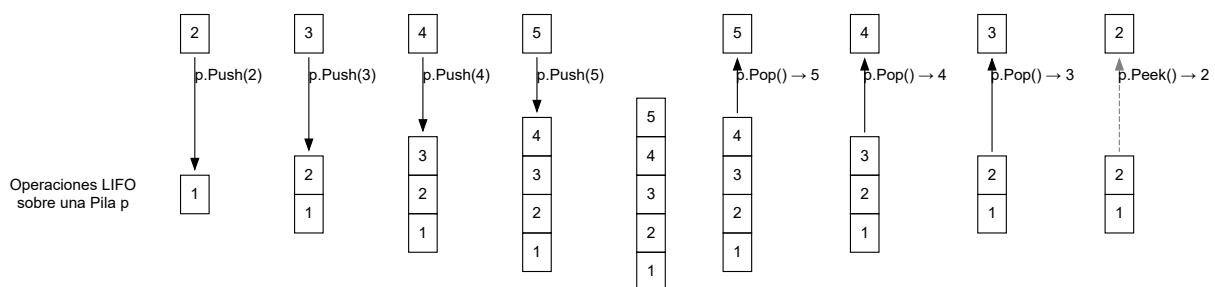 2 3 4 5 5 4 3 2
p.Push(2) p.Push(3) p.Push(4) p.Push(5) p.Pop() → 5 p.Pop() → 4 p.Pop() → 3 p.Peek() → 2
5
4 4
3 4 3
2 3 3 2 2
Operaciones LIFO
sobre una Pila p
1 1 2 2 3 2 2 1 1
1 1 2 1 1
1